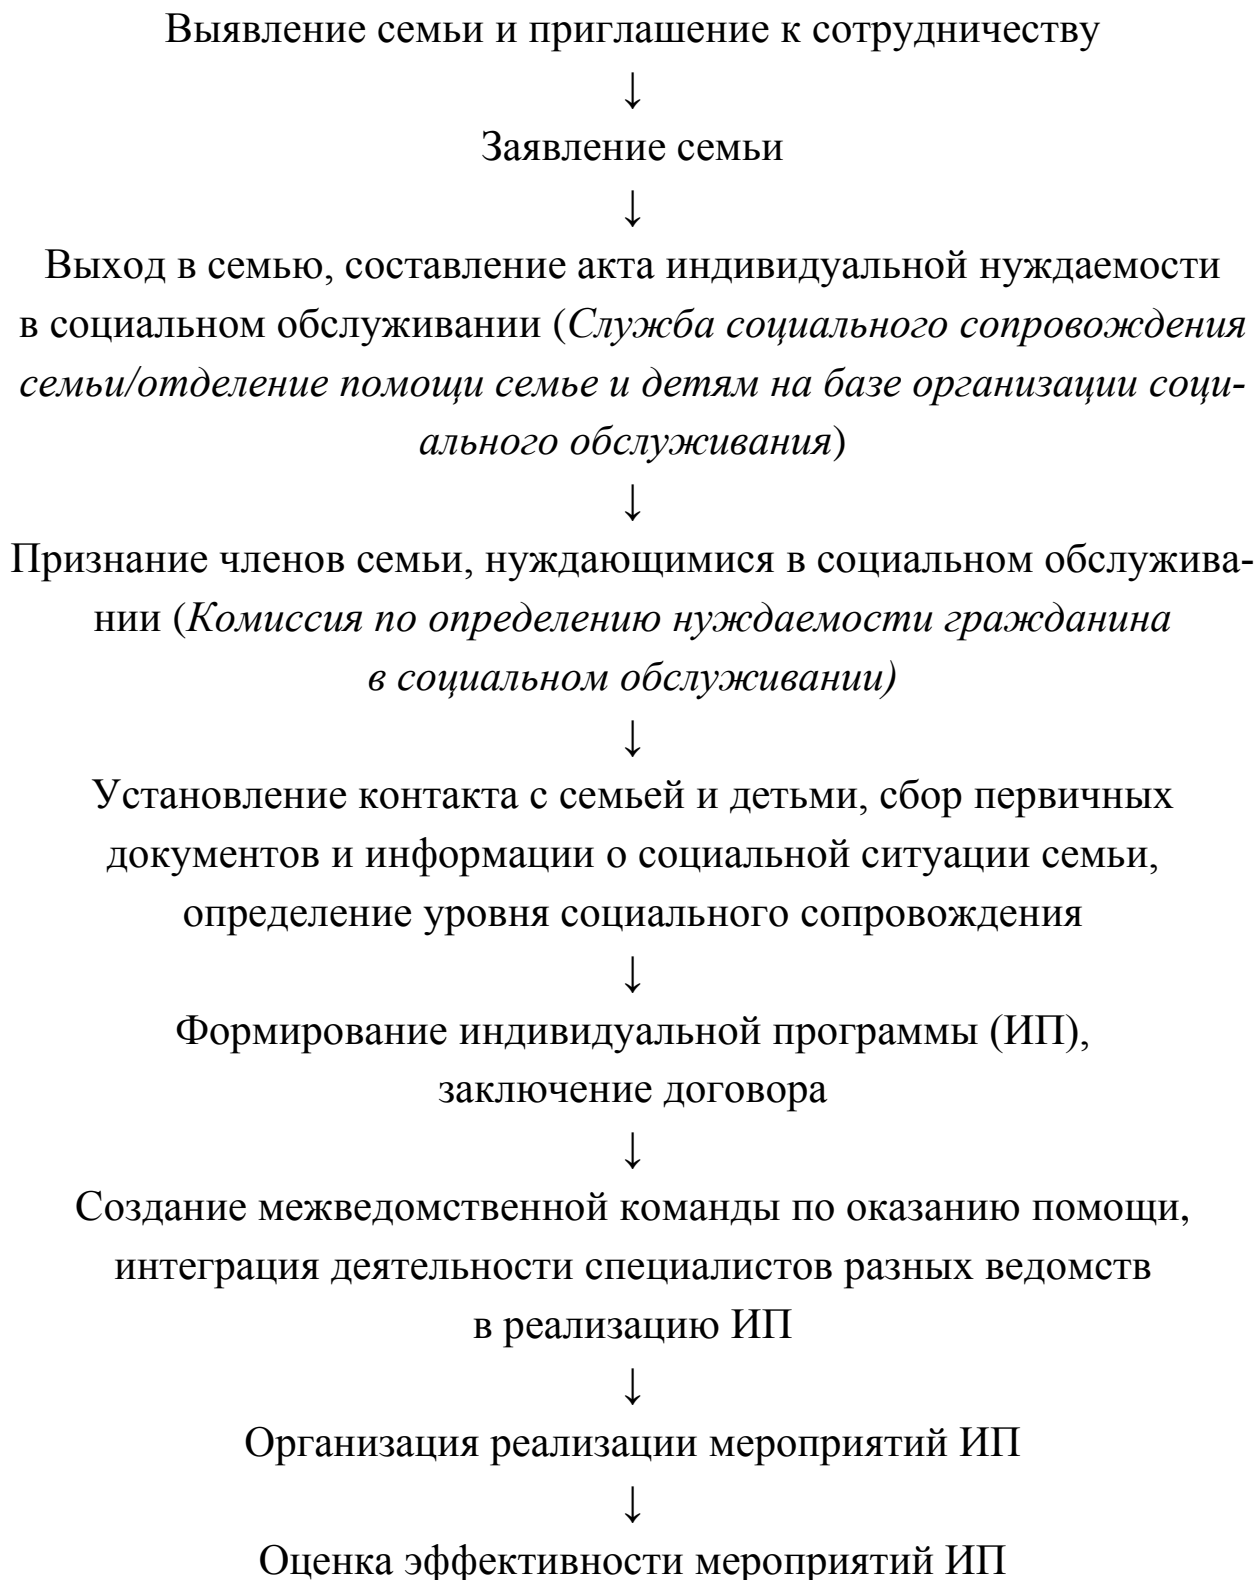 Выявление семьи и приглашение к сотрудничеству
↓
Заявление семьи
↓
Выход в семью, составление акта индивидуальной нуждаемости
в социальном обслуживании (Служба социального сопровождения
семьи/отделение помощи семье и детям на базе организации соци-
ального обслуживания)
↓
Признание членов семьи, нуждающимися в социальном обслужива-
нии (Комиссия по определению нуждаемости гражданина
в социальном обслуживании)
↓
Установление контакта с семьей и детьми, сбор первичных
документов и информации о социальной ситуации семьи,
определение уровня социального сопровождения
↓
Формирование индивидуальной программы (ИП),
заключение договора
↓
Создание межведомственной команды по оказанию помощи,
интеграция деятельности специалистов разных ведомств
в реализацию ИП
↓
Организация реализации мероприятий ИП
↓
Оценка эффективности мероприятий ИП